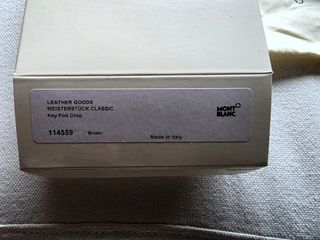 LEATHER GOODS
MEISTERSTÜCK CLASSIC
Key Fob Drop
MONT
BLANC
114559 Brown Made in Italy